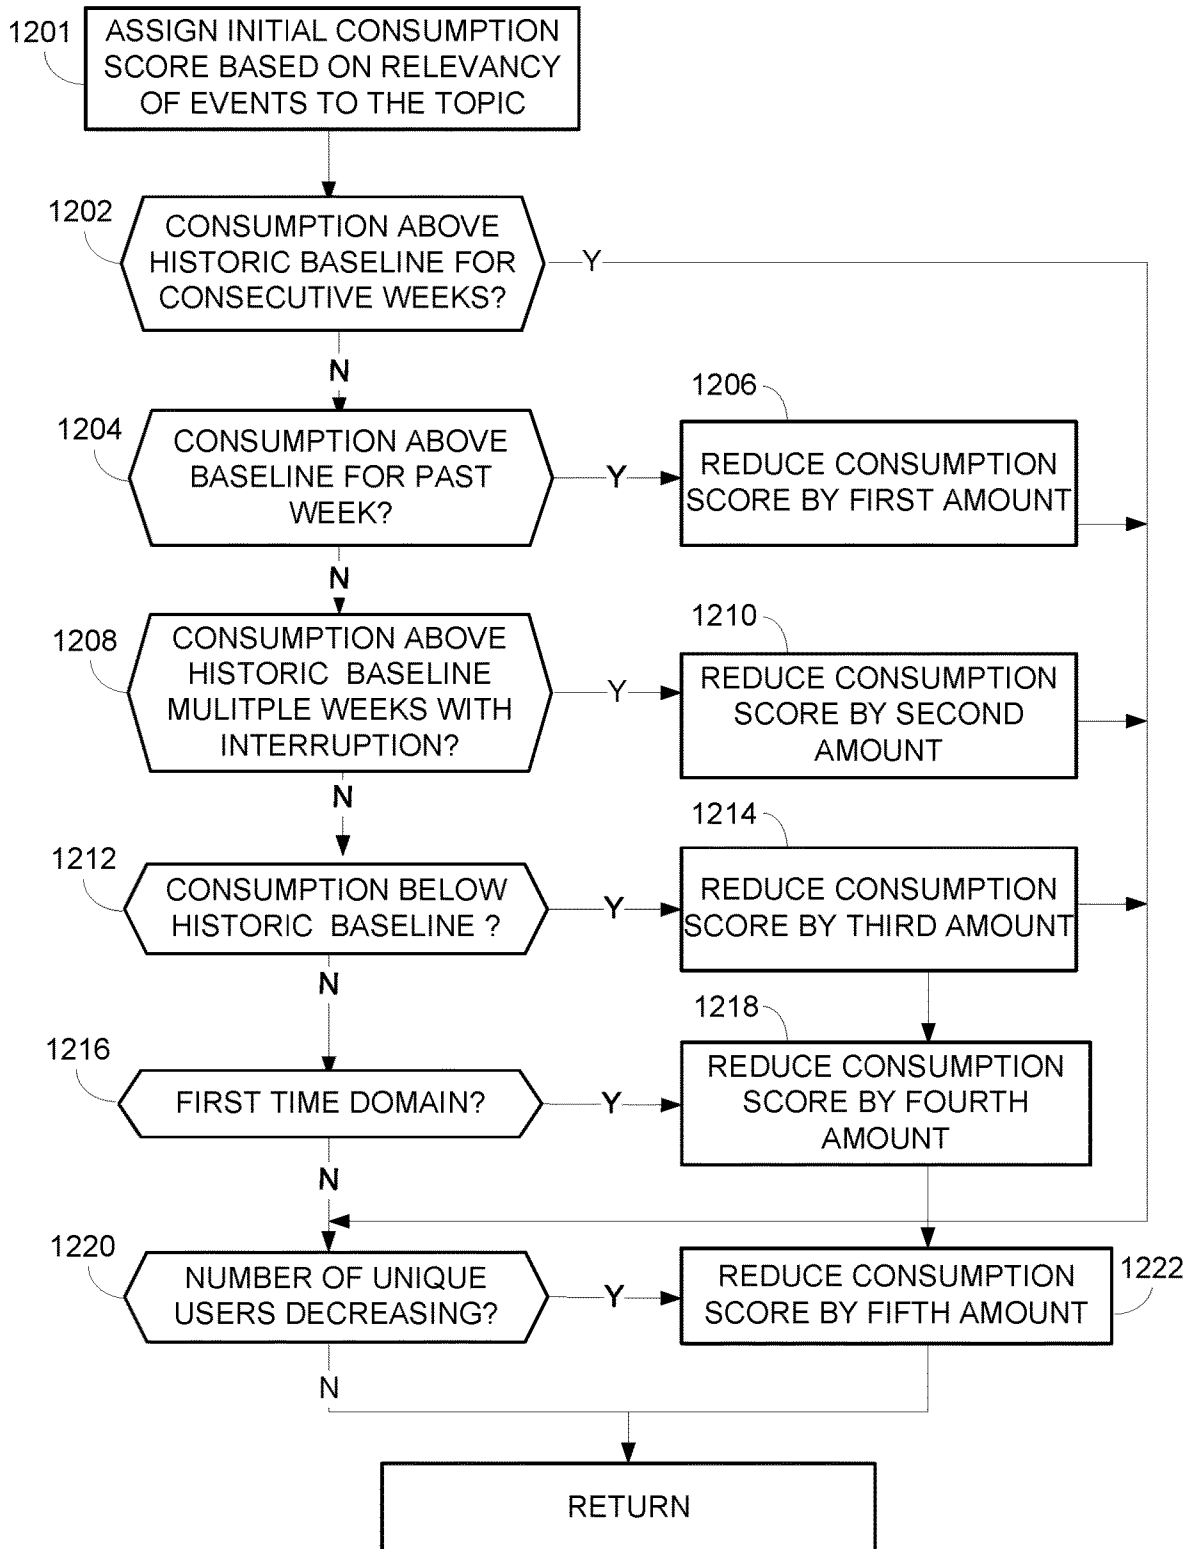 1201
ASSIGN INITIAL CONSUMPTION
SCORE BASED ON RELEVANCY
OF EVENTS TO THE TOPIC
1202
CONSUMPTION ABOVE
HISTORIC BASELINE FOR
CONSECUTIVE WEEKS?
Y
N
1204
CONSUMPTION ABOVE
BASELINE FOR PAST
WEEK?
Y
1206
REDUCE CONSUMPTION
SCORE BY FIRST AMOUNT
N
1208
CONSUMPTION ABOVE
HISTORIC BASELINE
MULITPLE WEEKS WITH
INTERRUPTION?
Y
1210
REDUCE CONSUMPTION
SCORE BY SECOND
AMOUNT
N
1212
CONSUMPTION BELOW
HISTORIC BASELINE ?
Y
1214
REDUCE CONSUMPTION
SCORE BY THIRD AMOUNT
N
1216
FIRST TIME DOMAIN?
Y
1218
REDUCE CONSUMPTION
SCORE BY FOURTH
AMOUNT
N
1220
NUMBER OF UNIQUE
USERS DECREASING?
Y
REDUCE CONSUMPTION
SCORE BY FIFTH AMOUNT
1222
N
RETURN